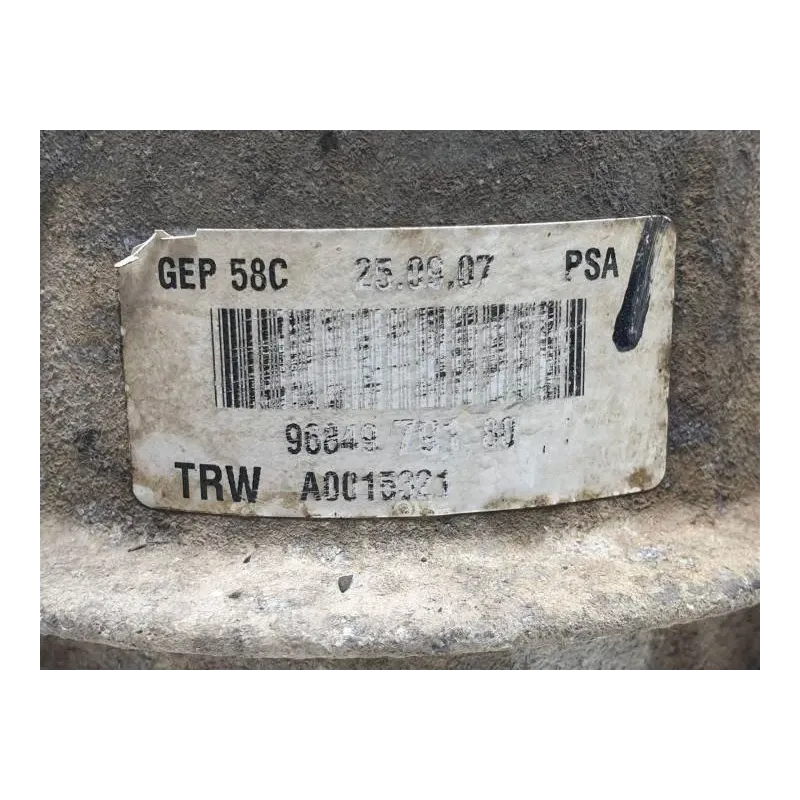 GEP 58C 25.09.07 PSA
96849 791 80
TRW A0015321